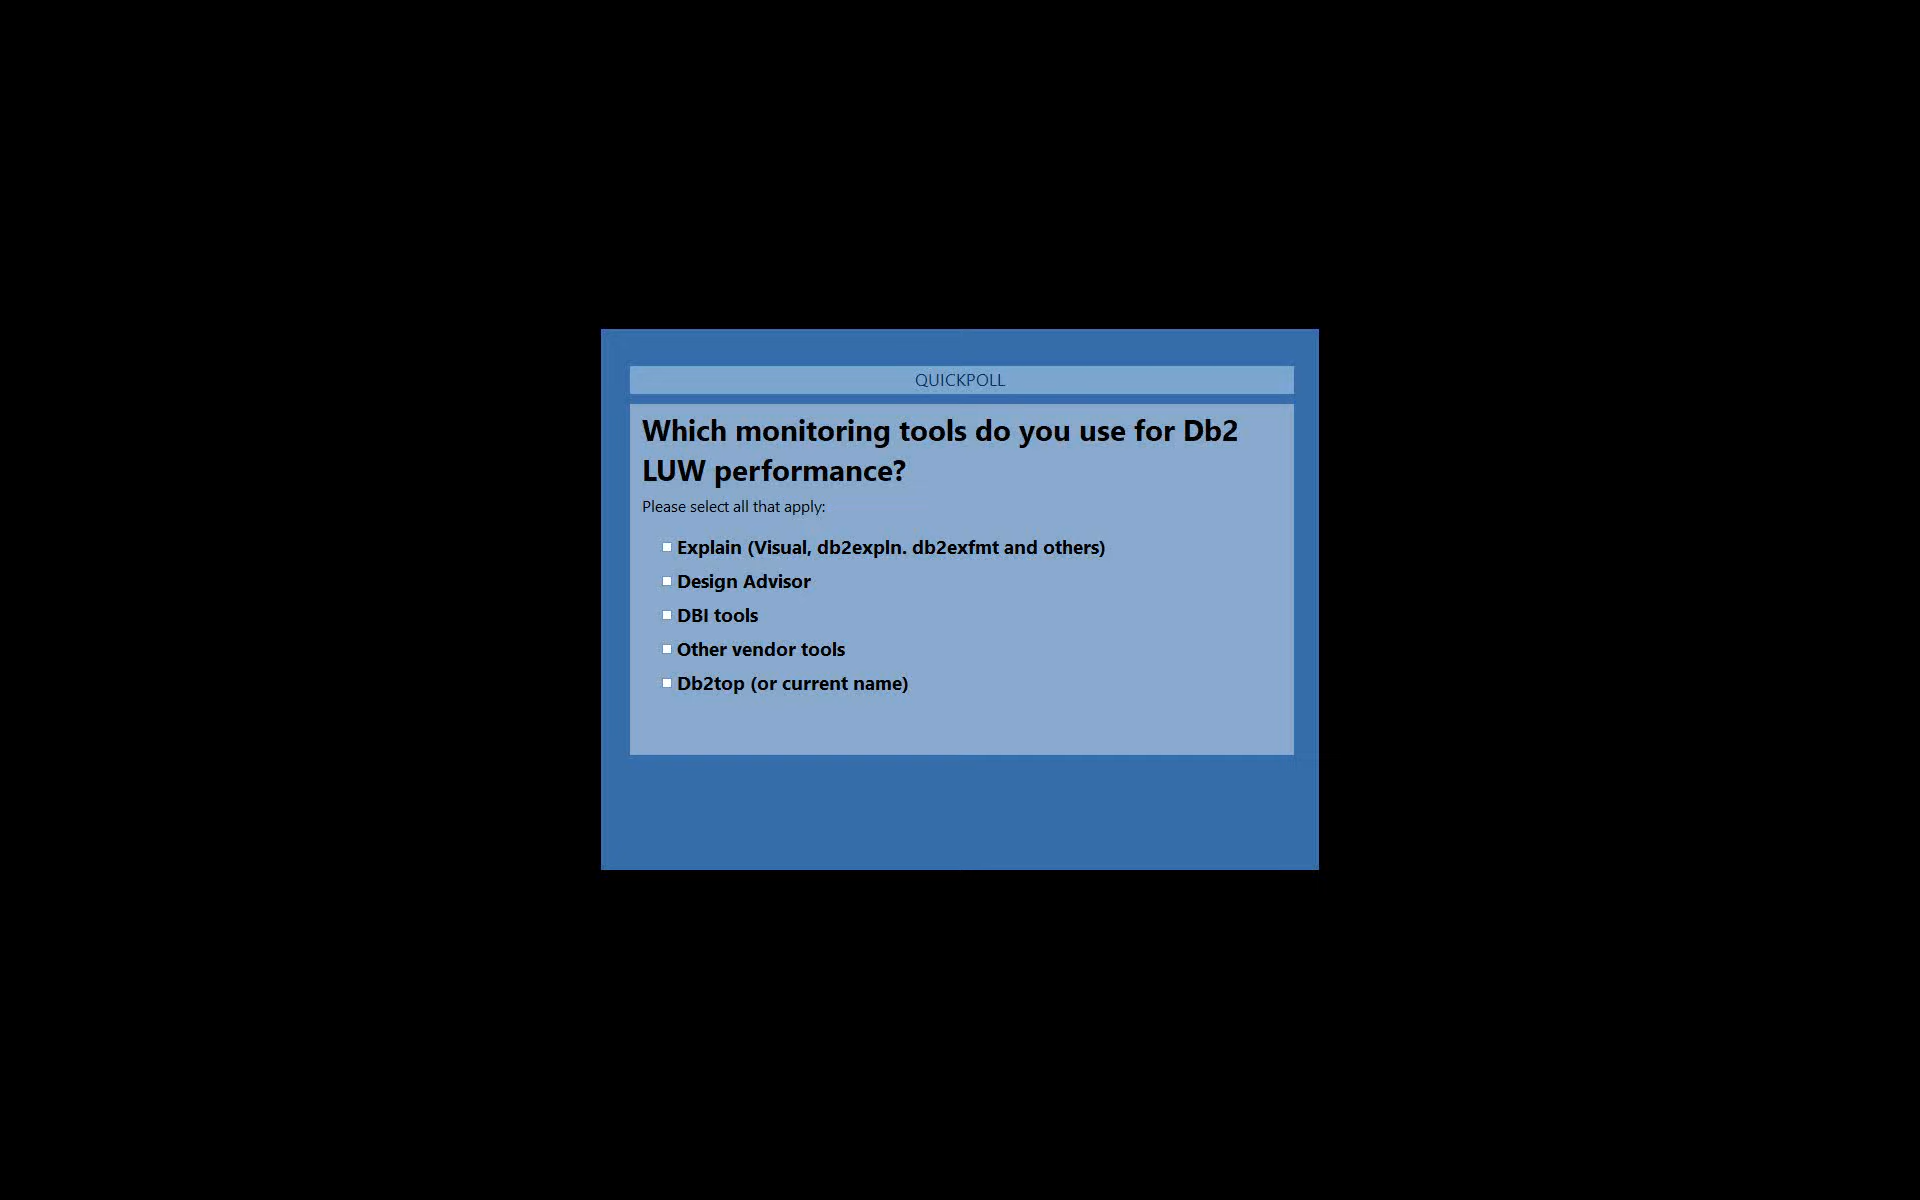 QUICKPOLL
Which monitoring tools do you use for Db2
LUW performance?
Please select all that apply:
Explain (Visual, db2expln. db2exfmt and others)
Design Advisor
DBI tools
Other vendor tools
Db2top (or current name)